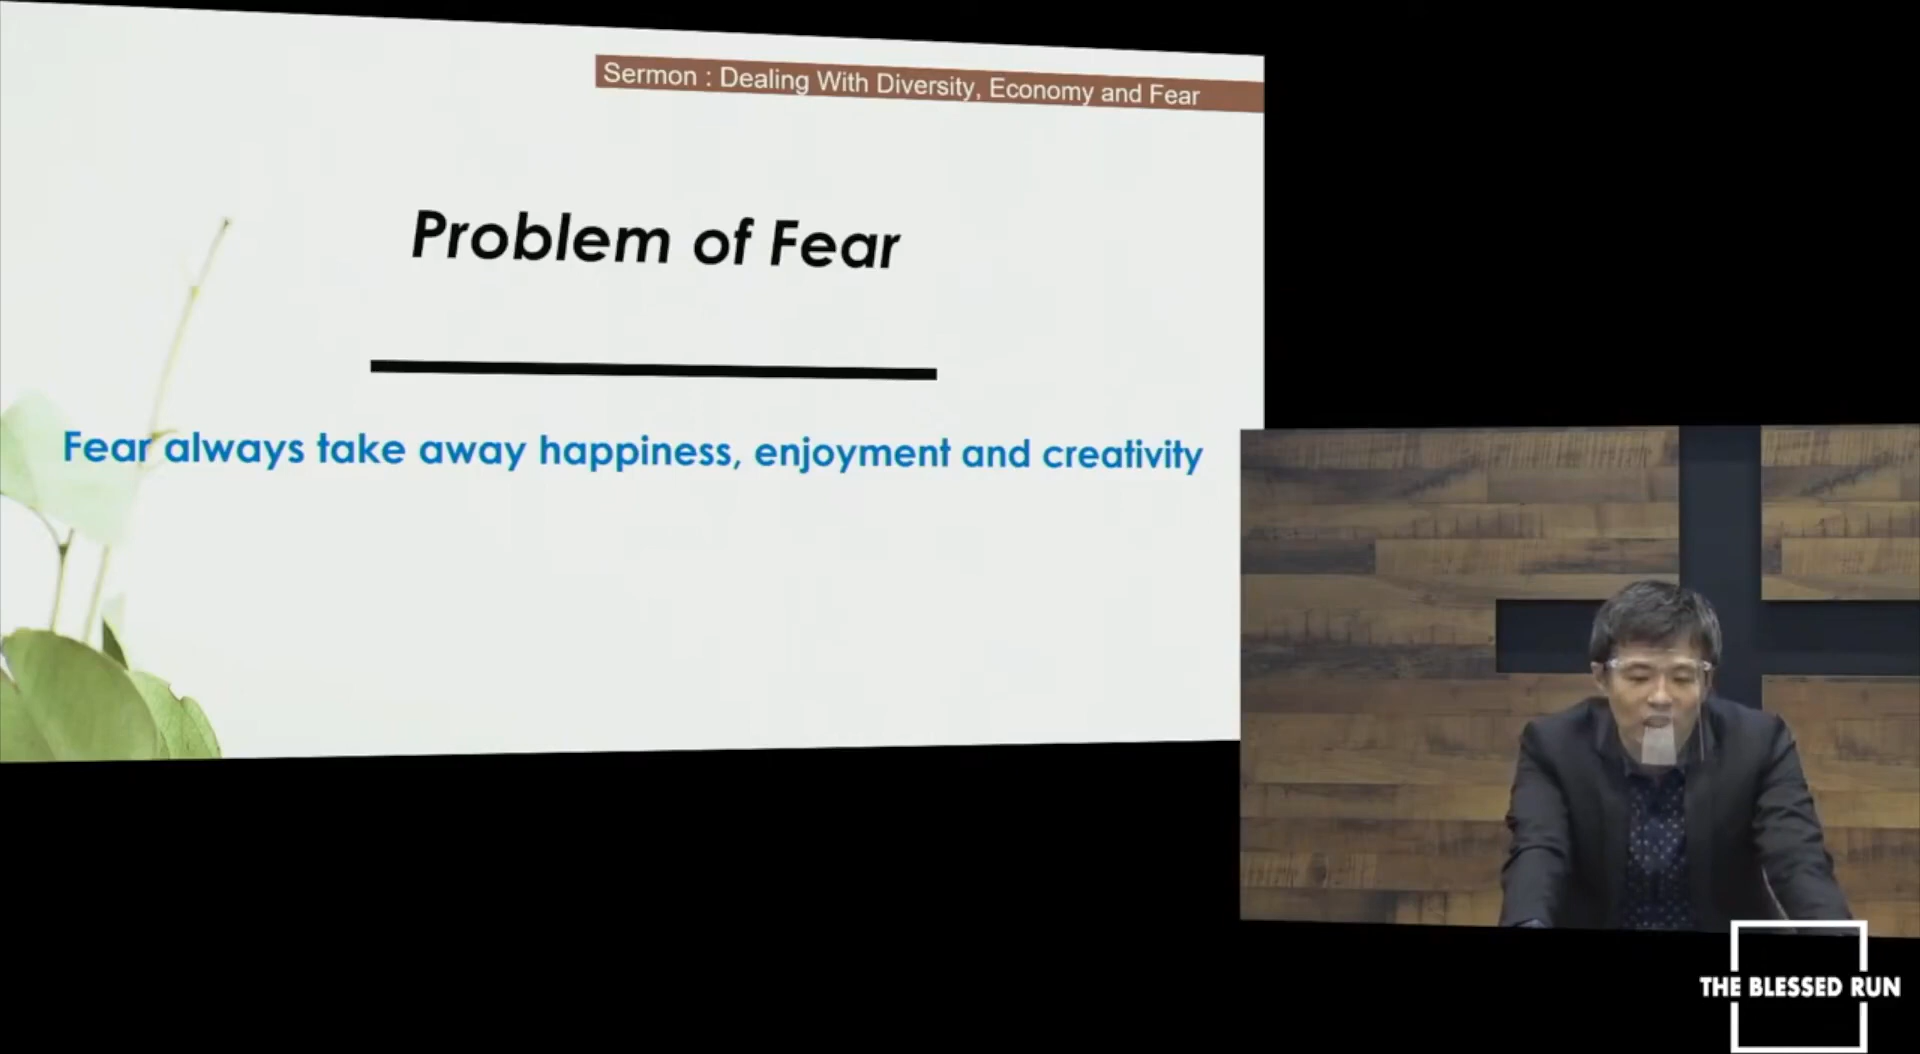 Sermon : Dealing With Diversity, Economy and Fear
Problem of Fear
Fear always take away happiness, enjoyment and creativity
THE BLESSED RUN